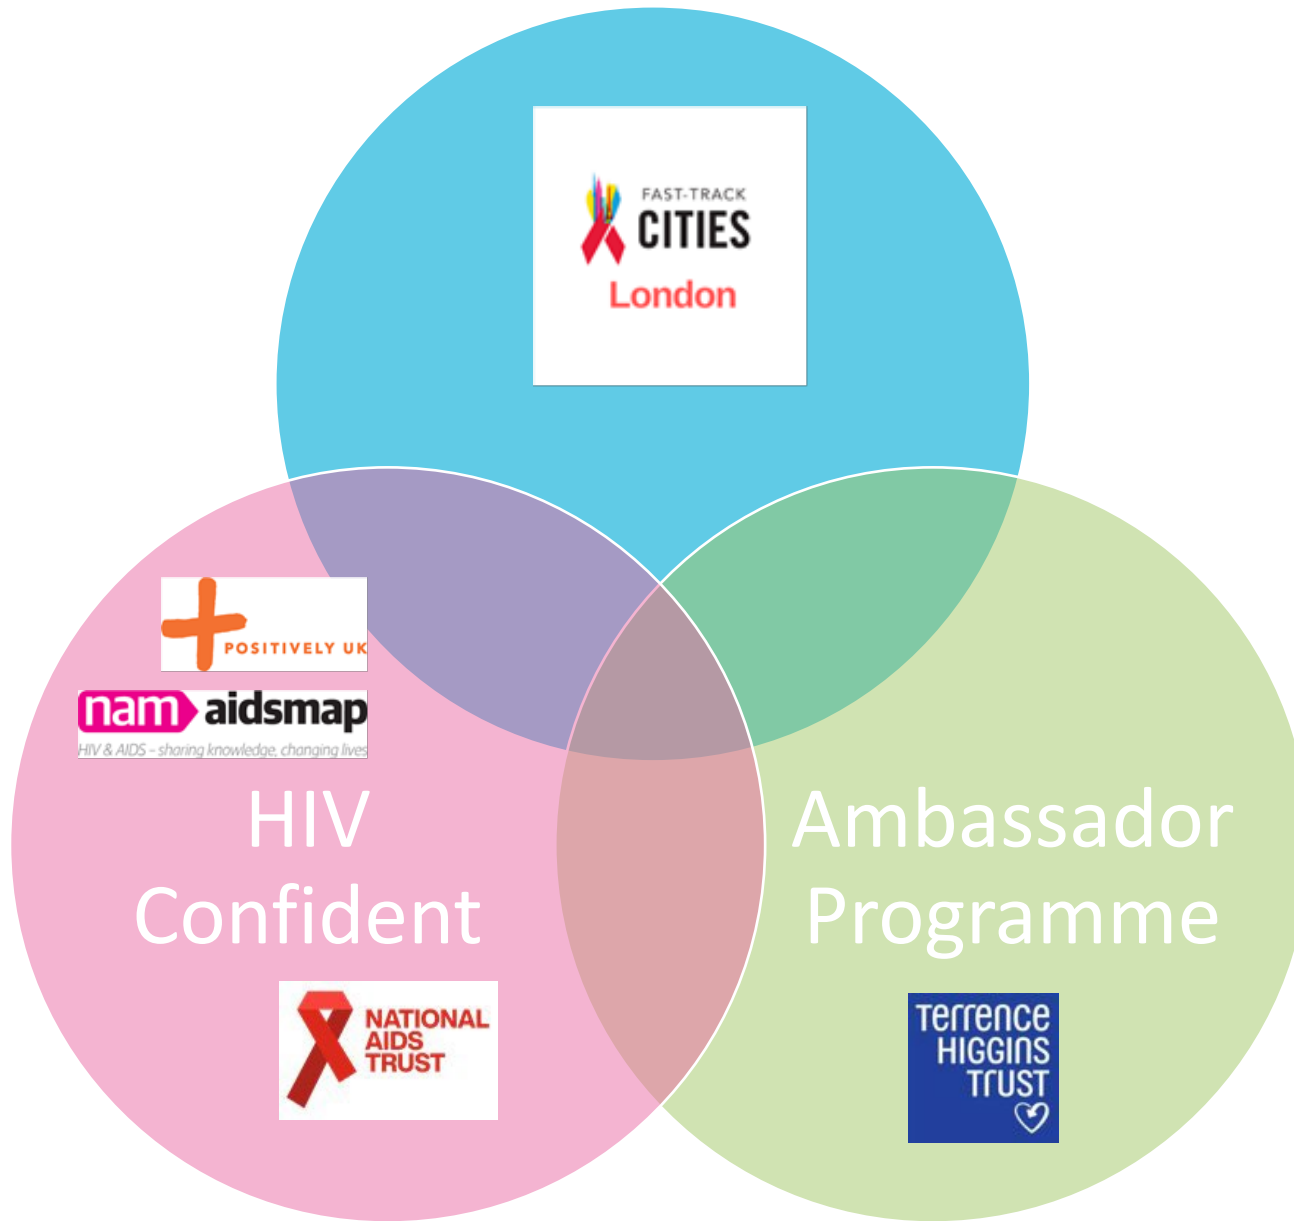 FAST-TRACK
CITIES
London
POSITIVELY UK
nam aidsmap
HIV & AIDS – sharing knowledge, changing lives
HIV
Confident
NATIONAL
AIDS
TRUST
Ambassador
Programme
Terrence
HIGGINS
TrUST